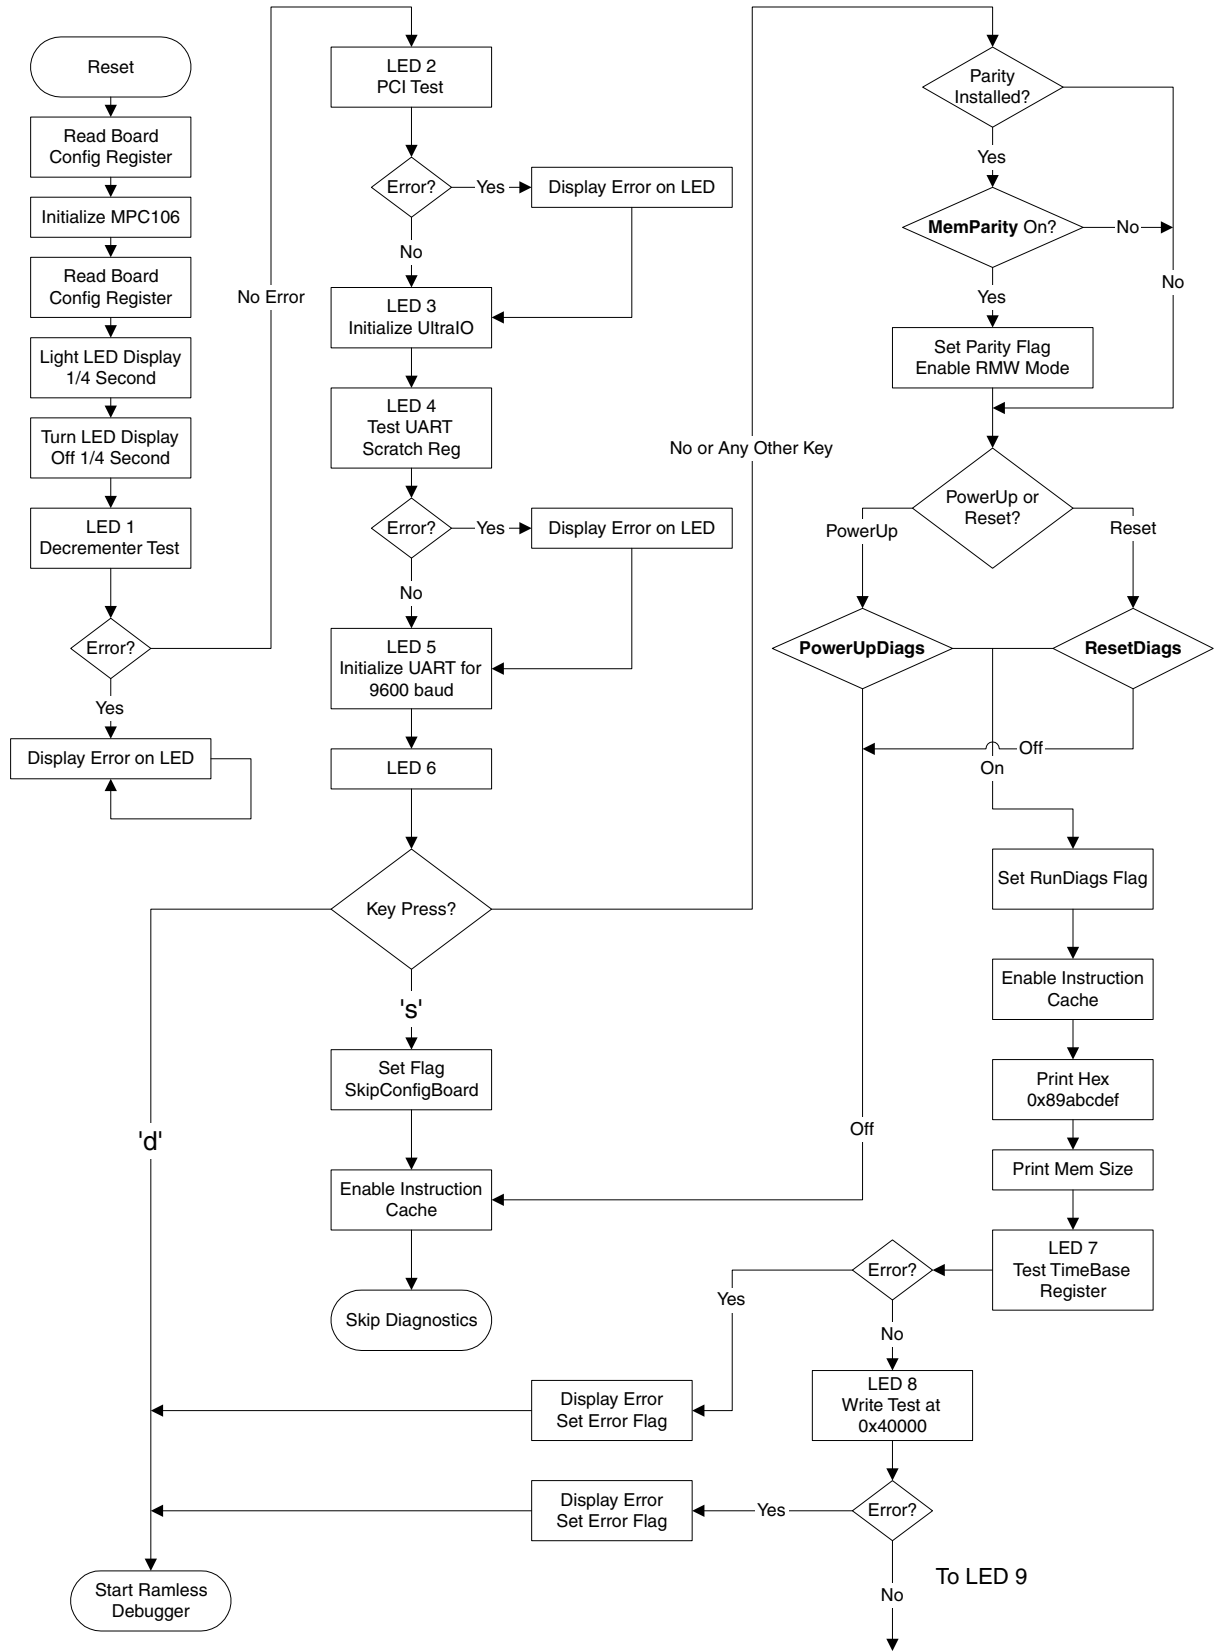 Reset
Read Board
Config Register
Initialize MPC106
Read Board
Config Register
Light LED Display
1/4 Second
Turn LED Display
Off 1/4 Second
LED 1
Decrementer Test
Error?
Yes
Display Error on LED
No Error
LED 2
PCI Test
Error?
Yes
Display Error on LED
No
LED 3
Initialize UltraIO
LED 4
Test UART
Scratch Reg
Error?
Yes
Display Error on LED
No
LED 5
Initialize UART for
9600 baud
LED 6
Key Press?
's'
Set Flag
SkipConfigBoard
Enable Instruction
Cache
Skip Diagnostics
'd'
No or Any Other Key
Parity
Installed?
Yes
MemParity On?
No
No
Yes
Set Parity Flag
Enable RMW Mode
PowerUp or
Reset?
PowerUp
Reset
PowerUpDiags
ResetDiags
Off
On
Off
Set RunDiags Flag
Enable Instruction
Cache
Print Hex
0x89abcdef
Print Mem Size
LED 7
Test TimeBase
Register
Error?
Yes
No
Display Error
Set Error Flag
LED 8
Write Test at
0x40000
Error?
Yes
Display Error
Set Error Flag
No
To LED 9
Start Ramless
Debugger